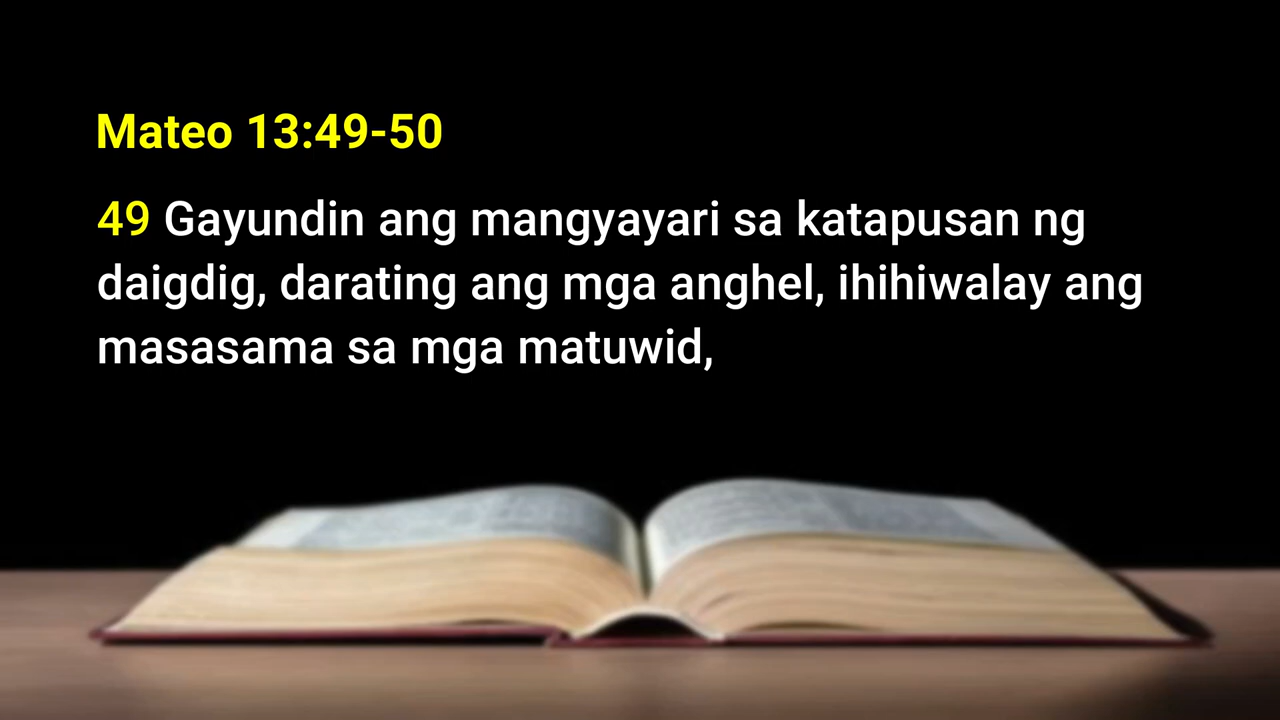 Mateo 13:49-50
49 Gayundin ang mangyayari sa katapusan ng
daigdig, darating ang mga anghel, ihihiwalay ang
masasama sa mga matuwid,